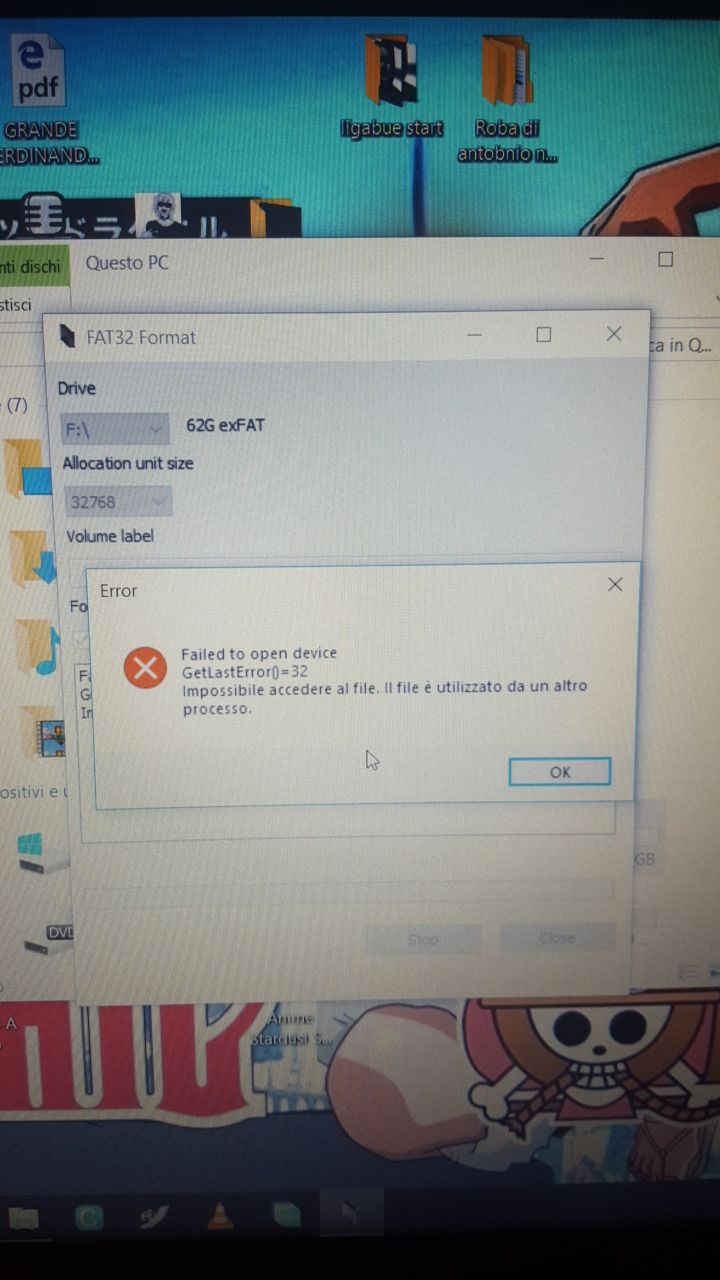 pdf
GRANDE
ERDINAND...
ligabue start
Roba di
antobnio n...
nti dischi
Questo PC
stisci
FAT32 Format
ca in Q...
Drive
(7)
F:\
62G exFAT
Allocation unit size
32768
Volume label
Error
Fo
Failed to open device
GetLastError()=32
Impossibile accedere al file. Il file è utilizzato da un altro
processo.
F
G
In
OK
ositivi e u
GB
DVD
Stop
Close
A
Anime
Stardust S...